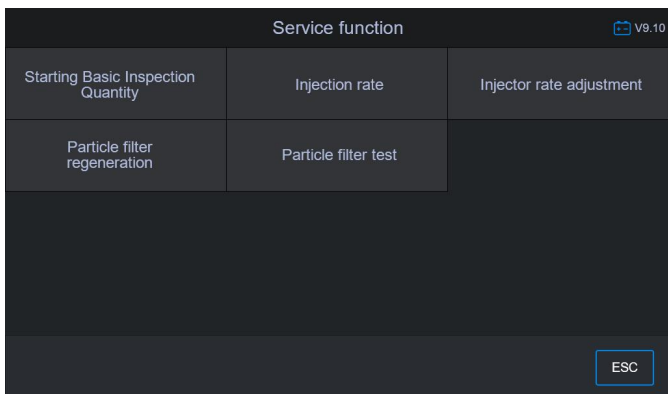 Service function
V9.10
Starting Basic Inspection
Quantity
Injection rate
Injector rate adjustment
Particle filter
regeneration
Particle filter test
ESC